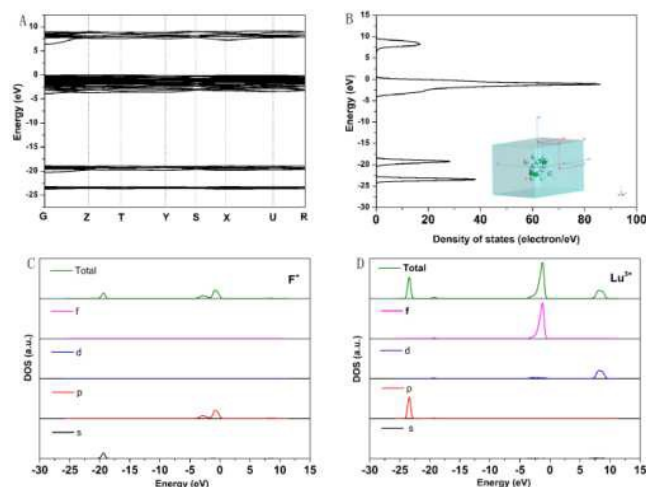 A
Energy (eV)
10
5
0
-5
-10
-15
-20
-25
G Z T Y S X U R
B
Energy (eV)
15
10
5
0
-5
-10
-15
-20
-25
-30
0 20 40 60 80 100
Density of states (electron/eV)
C
F-
Total
f
d
p
s
DOS (a.u.)
-30 -25 -20 -15 -10 -5 0 5 10 15
Energy (eV)
D
Lu3+
Total
f
d
p
s
DOS (a.u.)
-30 -25 -20 -15 -10 -5 0 5 10 15
Energy (eV)